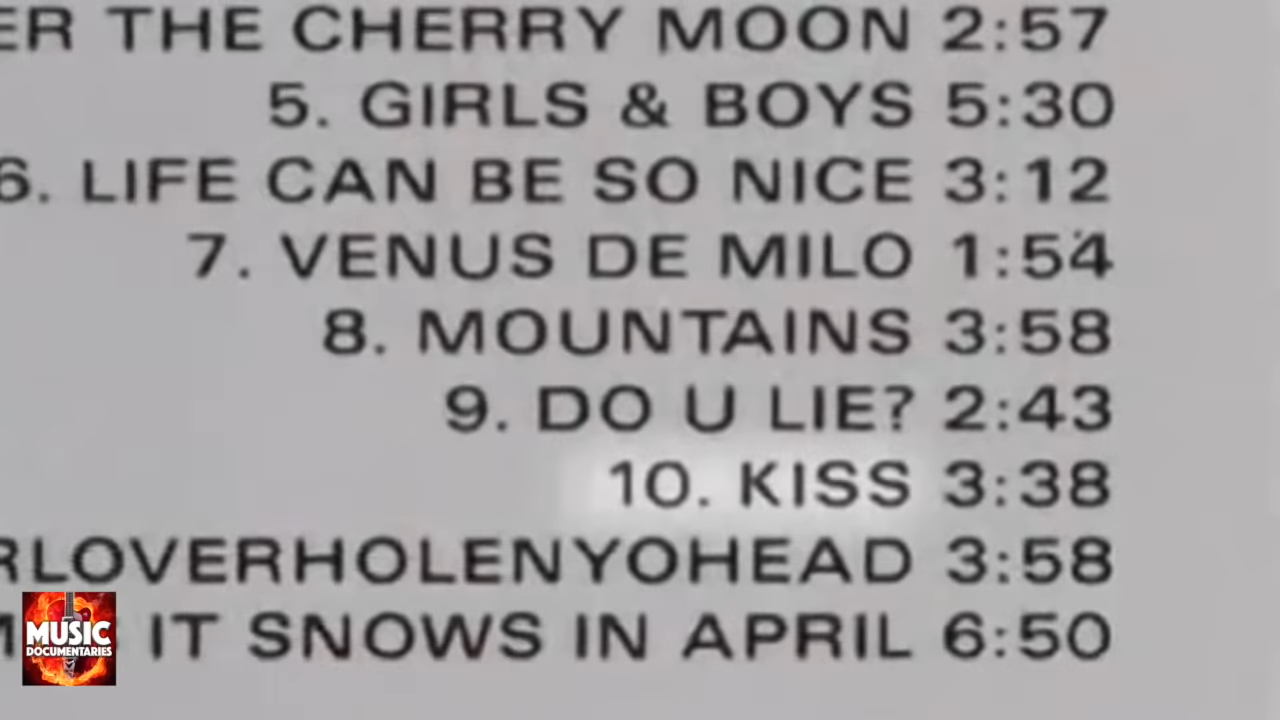 ER THE CHERRY MOON 2:57
5. GIRLS & BOYS 5:30
6. LIFE CAN BE SO NICE 3:12
7. VENUS DE MILO 1:54
8. MOUNTAINS 3:58
9. DO U LIE? 2:43
10. KISS 3:38
RLOVERHOLENYOHEAD 3:58
IT SNOWS IN APRIL 6:50
MUSIC
DOCUMENTARIES